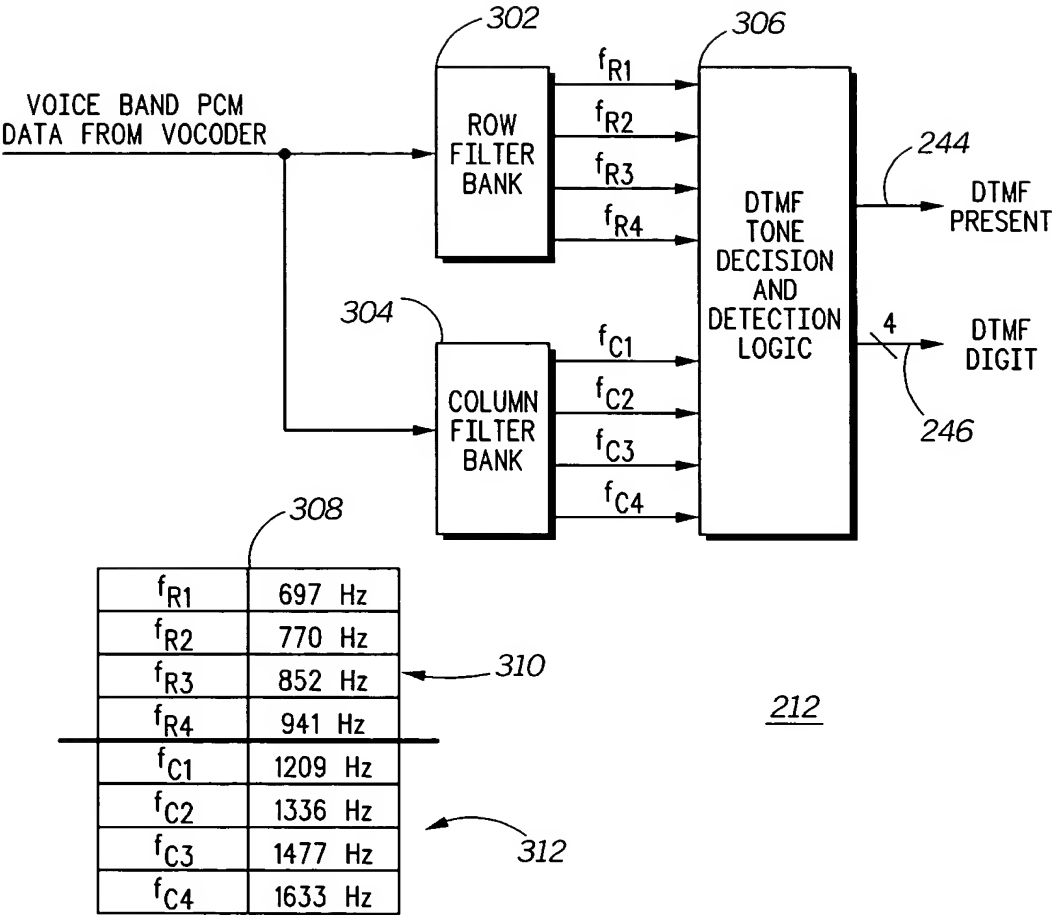 302
306
VOICE BAND PCM
DATA FROM VOCODER
ROW
FILTER
BANK
fR1
fR2
fR3
fR4
DTMF
TONE
DECISION
AND
DETECTION
LOGIC
244
DTMF
PRESENT
4
DTMF
DIGIT
246
304
COLUMN
FILTER
BANK
fC1
fC2
fC3
fC4
308
fR1 697 Hz
fR2 770 Hz
fR3 852 Hz
fR4 941 Hz
fC1 1209 Hz
fC2 1336 Hz
fC3 1477 Hz
fC4 1633 Hz
310
312
212